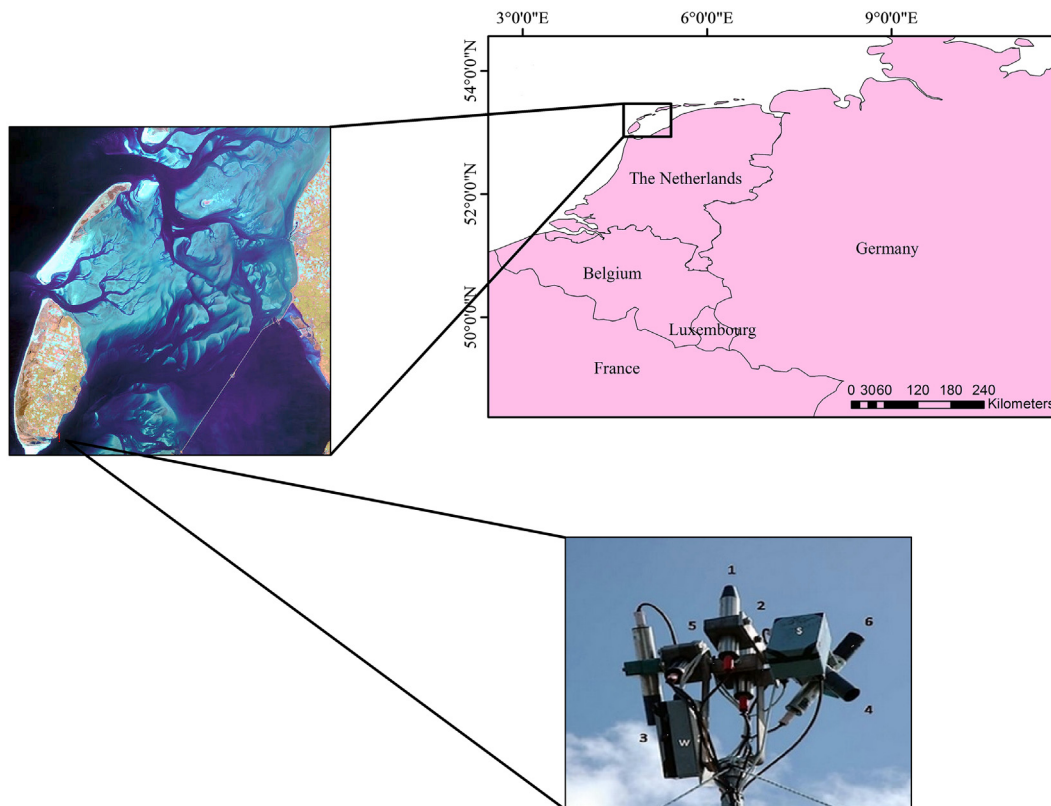 3°0'0"E 6°0'0"E 9°0'0"E
54°0'0"N
52°0'0"N
50°0'0"N
The Netherlands
Germany
Belgium
Luxembourg
France
0 3060 120 180 240
Kilometers
1
2
6
5
S
4
3
W